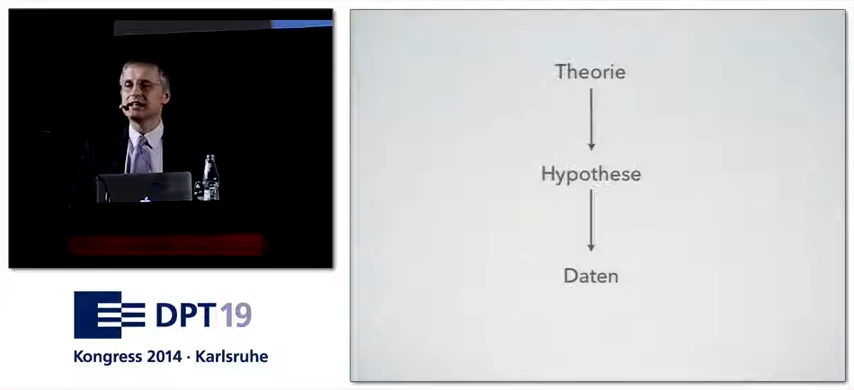 DPT 19
Kongress 2014 · Karlsruhe
Theorie
Hypothese
Daten